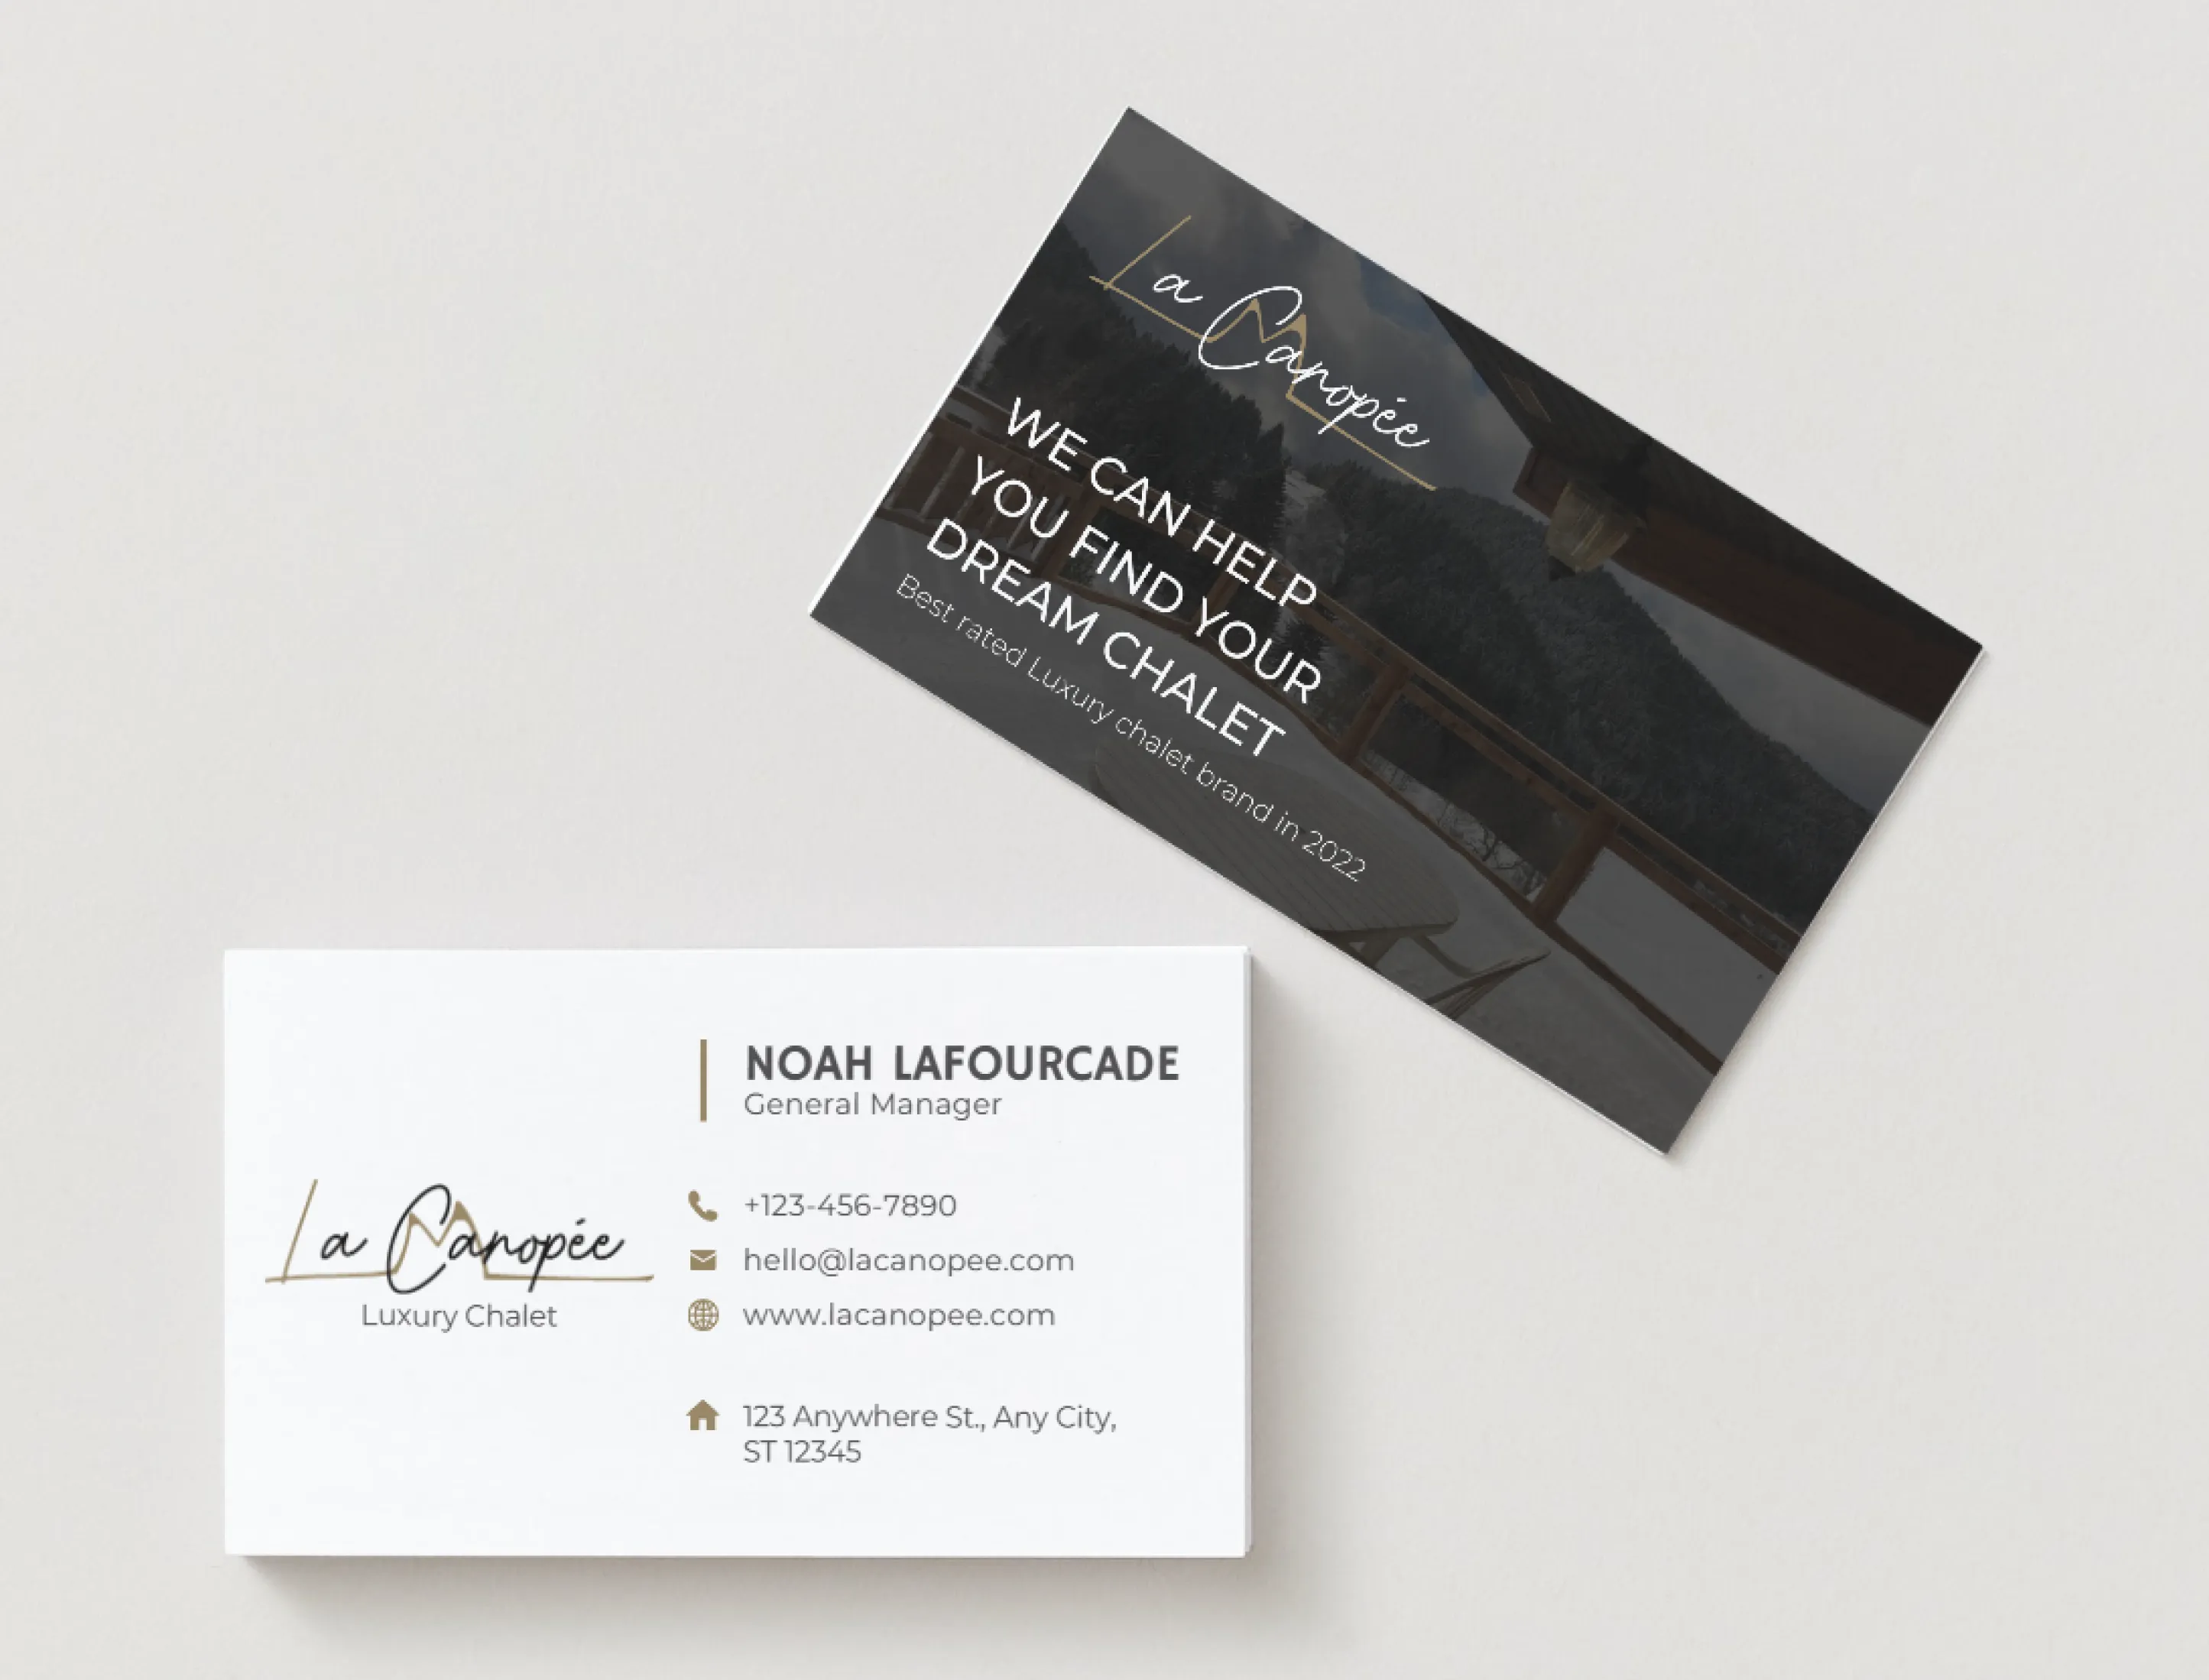 La Canopée
WE CAN HELP
YOU FIND YOUR
DREAM CHALET
Best rated Luxury chalet brand in 2022
La Canopée
Luxury Chalet
NOAH LAFOURCADE
General Manager
+123-456-7890
hello@lacanopee.com
www.lacanopee.com
123 Anywhere St., Any City,
ST 12345